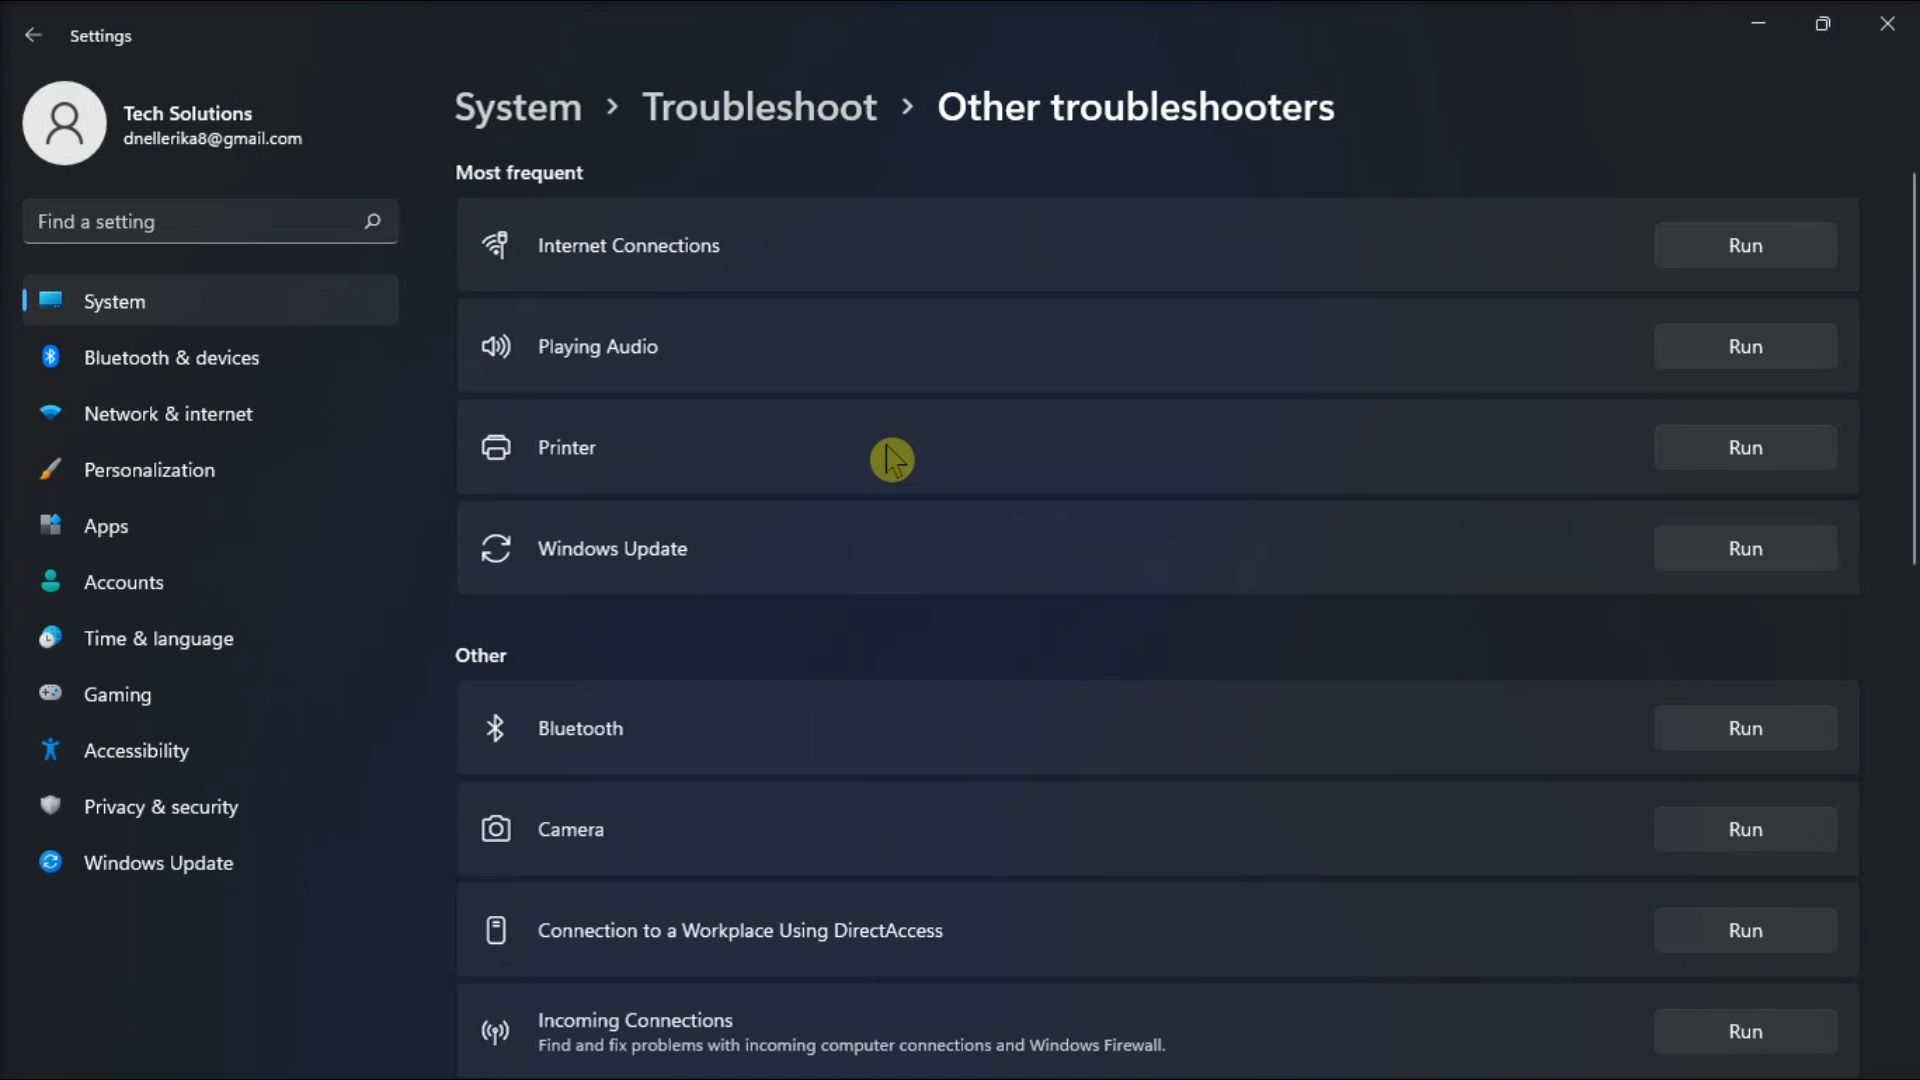 Settings
Tech Solutions
dnellerika8@gmail.com
Find a setting
System
Bluetooth & devices
Network & internet
Personalization
Apps
Accounts
Time & language
Gaming
Accessibility
Privacy & security
Windows Update
System > Troubleshoot > Other troubleshooters
Most frequent
Internet Connections Run
Playing Audio Run
Printer Run
Windows Update Run
Other
Bluetooth Run
Camera Run
Connection to a Workplace Using DirectAccess Run
Incoming Connections Run
Find and fix problems with incoming computer connections and Windows Firewall.